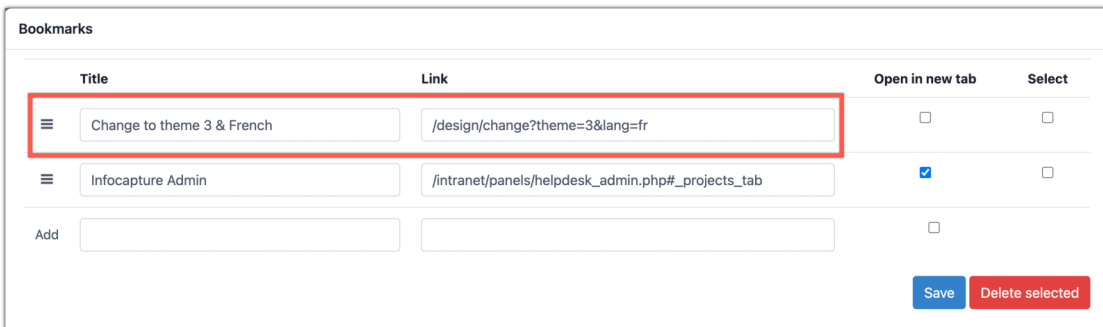 Bookmarks
Title Link Open in new tab Select
Change to theme 3 & French /design/change?theme=3&lang=fr
Infocapture Admin /intranet/panels/helpdesk_admin.php#_projects_tab
Add
Save Delete selected